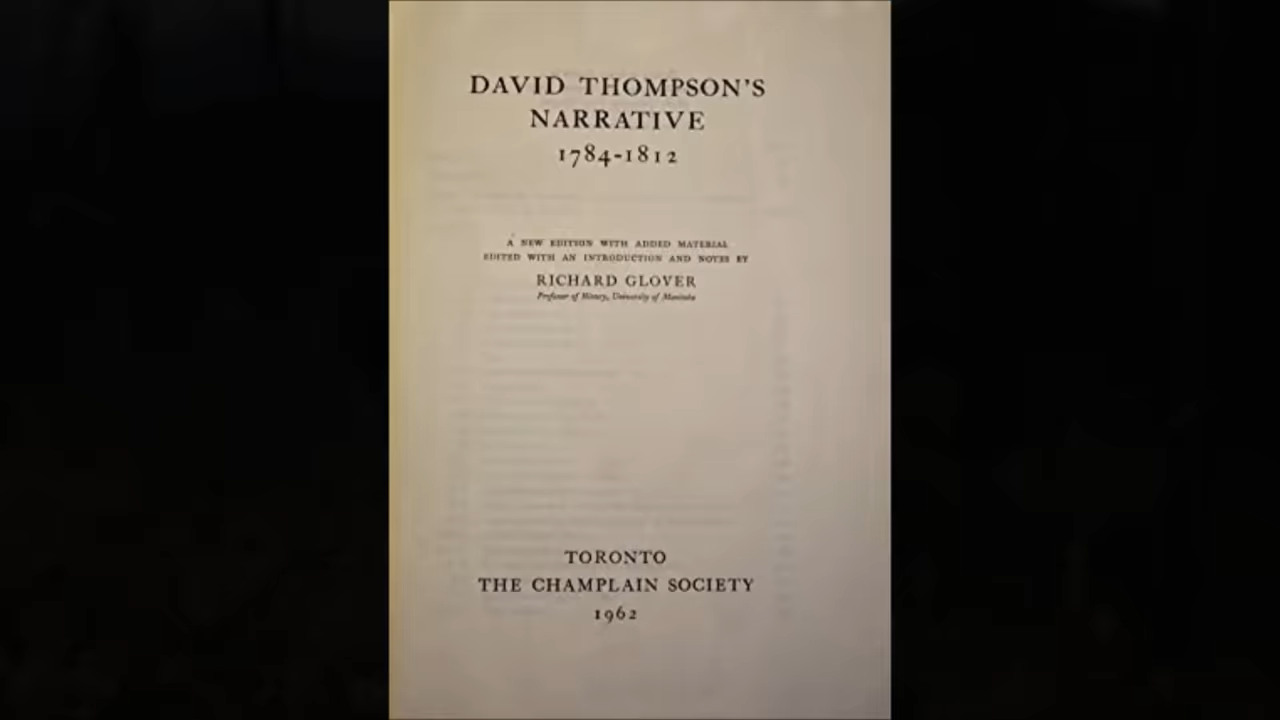 DAVID THOMPSON'S
NARRATIVE
1784-1812
A NEW EDITION WITH ADDED MATERIAL
EDITED WITH AN INTRODUCTION AND NOTES BY
RICHARD GLOVER
Professor of History, University of Manitoba
TORONTO
THE CHAMPLAIN SOCIETY
1962